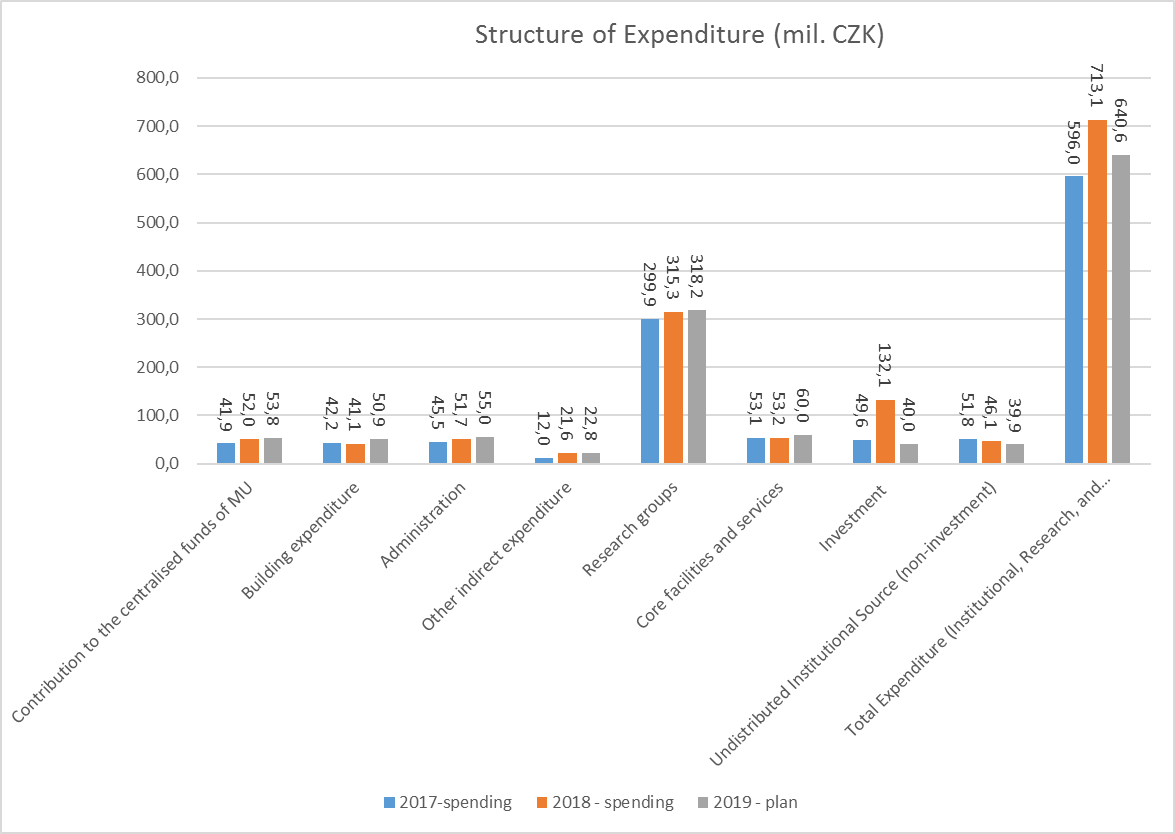 Structure of Expenditure (mil. CZK)
800,0
700,0
600,0
500,0
400,0
300,0
200,0
100,0
0,0
41,9
52,0
53,8
42,2
41,1
50,9
45,5
51,7
55,0
12,0
21,6
22,8
299,9
315,3
318,2
53,1
53,2
60,0
49,6
132,1
40,0
51,8
46,1
39,9
596,0
713,1
640,6
Contribution to the centralised funds of MU
Building expenditure
Administration
Other indirect expenditure
Research groups
Core facilities and services
Investment
Undistributed Institutional Source (non-investment)
Total Expenditure (Institutional, Research, and...
2017-spending
2018 - spending
2019 - plan